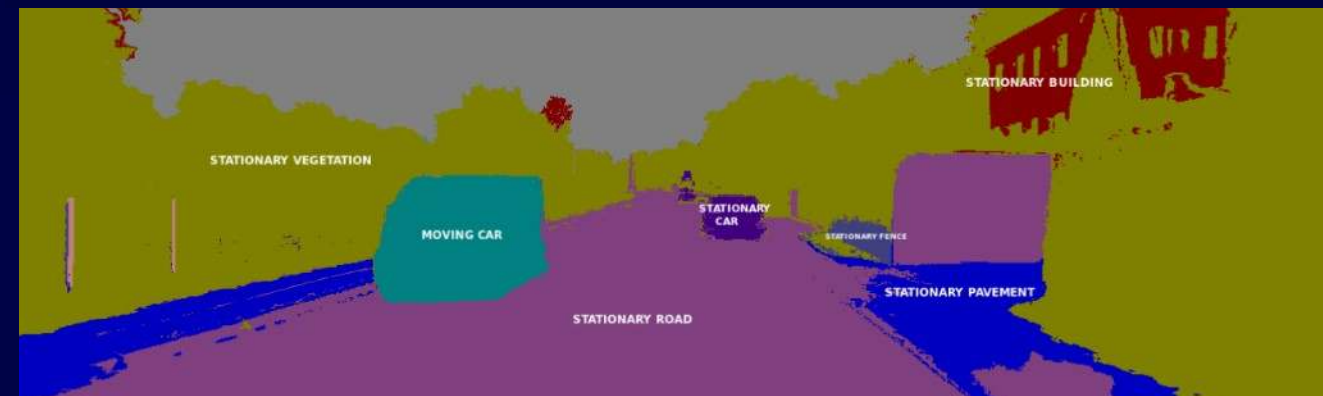 STATIONARY BUILDING
STATIONARY VEGETATION
STATIONARY
CAR
MOVING CAR
STATIONARY FENCE
STATIONARY PAVEMENT
STATIONARY ROAD